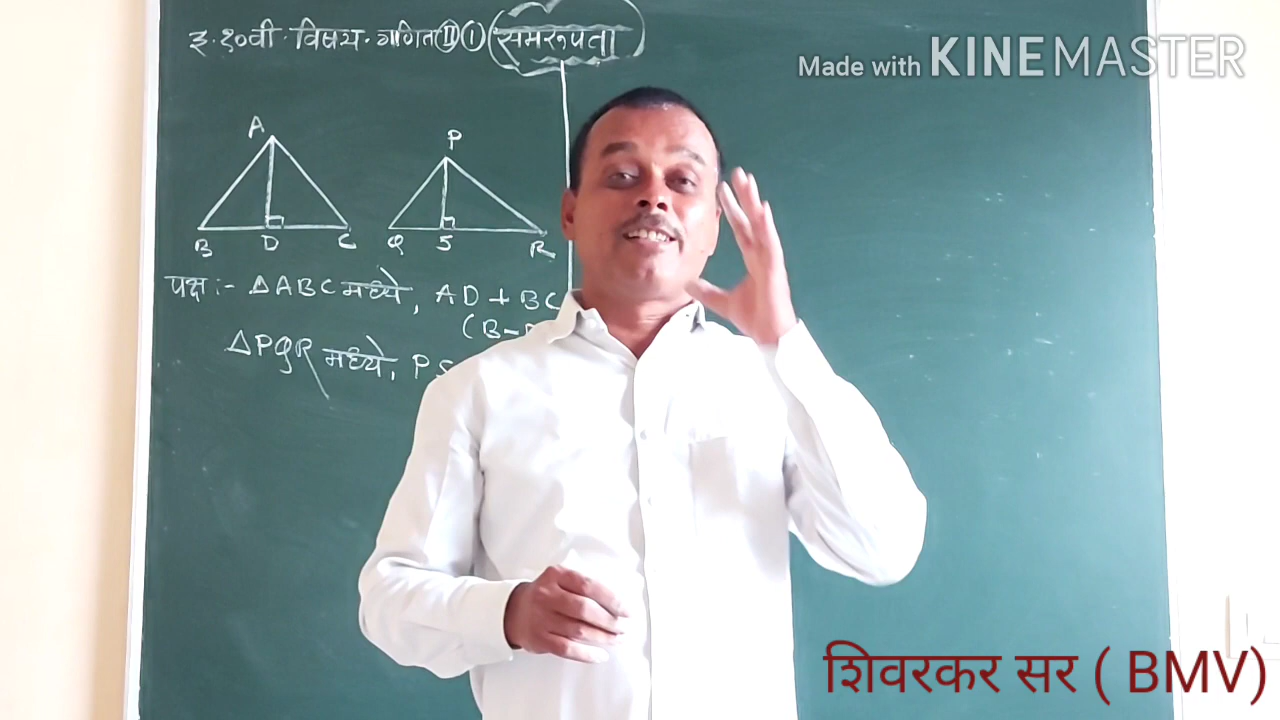 इ. १०वी. विषय. गणित II ① (समरूपता)
Made with KINEMASTER
A
P
B D C
Q S R
पक्ष :- ΔABC मध्ये, AD ⊥ BC
(B-
ΔPQR मध्ये, PS
शिवरकर सर ( BMV)